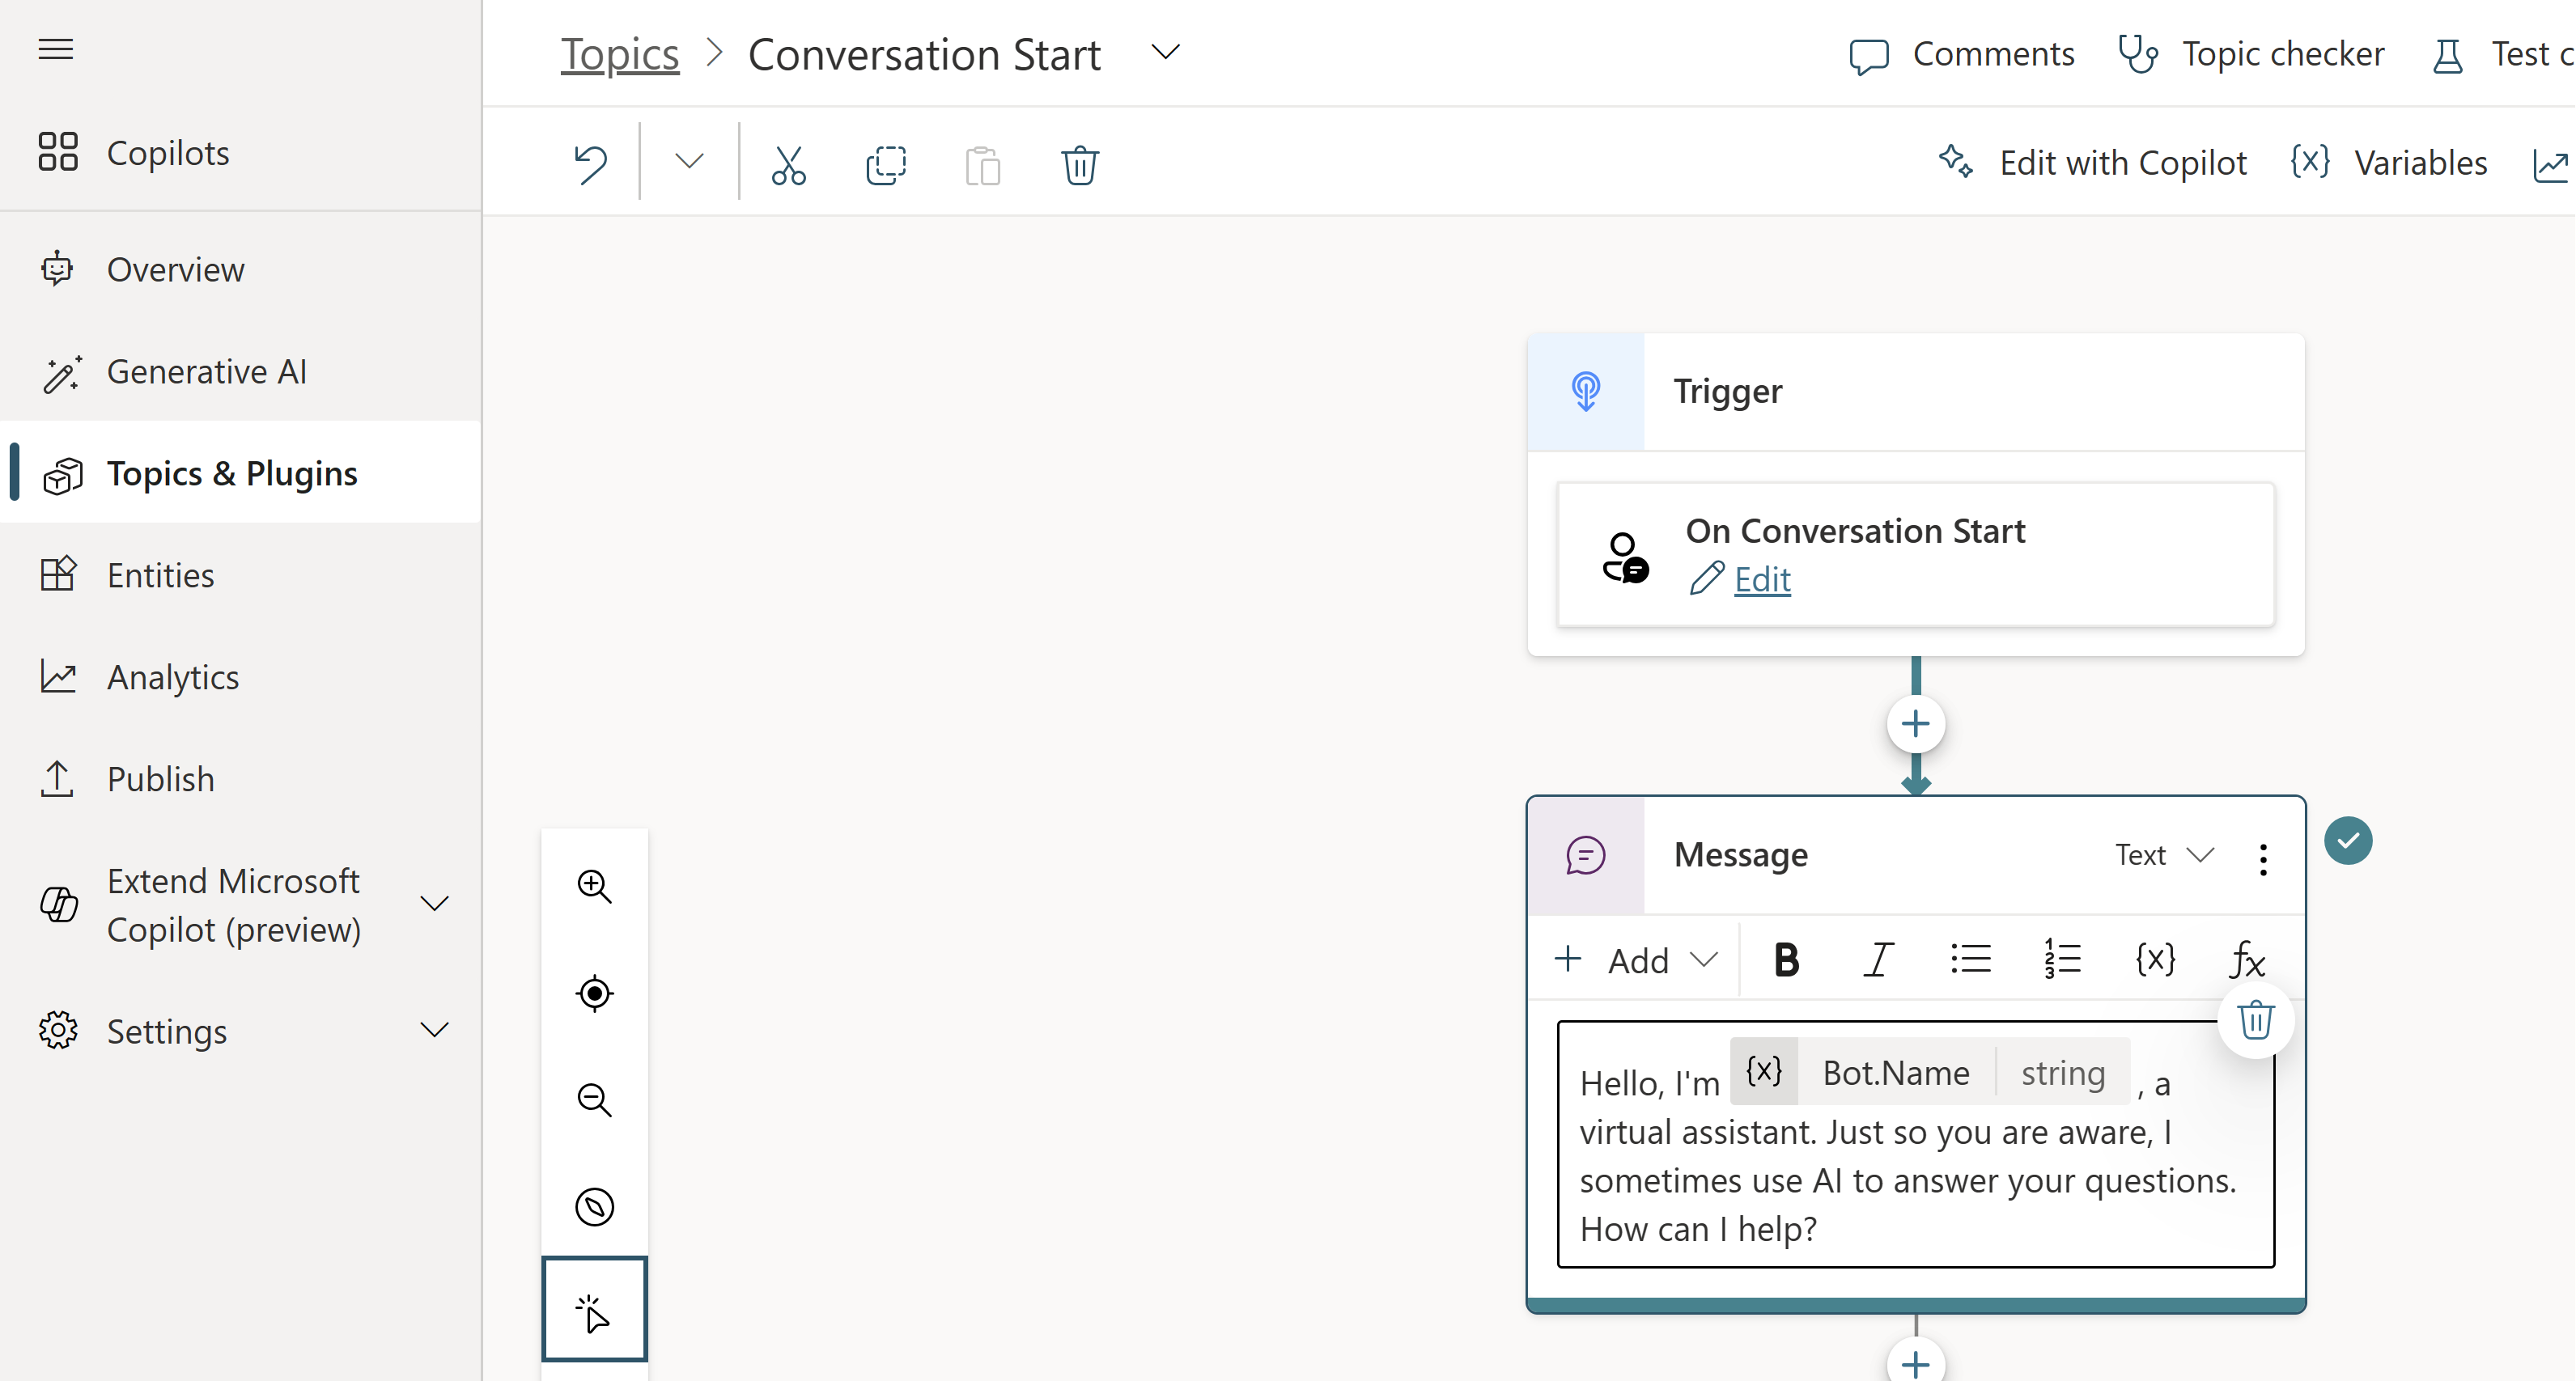 Topics > Conversation Start
Comments
Topic checker
Test c
Copilots
Edit with Copilot
{x} Variables
Overview
Generative AI
Topics & Plugins
Entities
Analytics
Publish
Extend Microsoft
Copilot (preview)
Settings
Trigger
On Conversation Start
Edit
Message
Text
+ Add
B I {x} fx
Hello, I'm {x} Bot.Name string , a
virtual assistant. Just so you are aware, I
sometimes use AI to answer your questions.
How can I help?